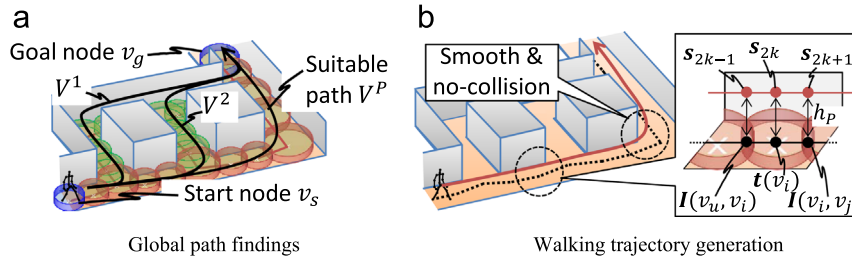 a
Goal node v_g
V^1
V^2
Suitable path V^P
Start node v_s
Global path findings
b
Smooth & no-collision
s_{2k-1} s_{2k} s_{2k+1}
h_P
t(v_i)
I(v_u, v_i) I(v_i, v_j
Walking trajectory generation